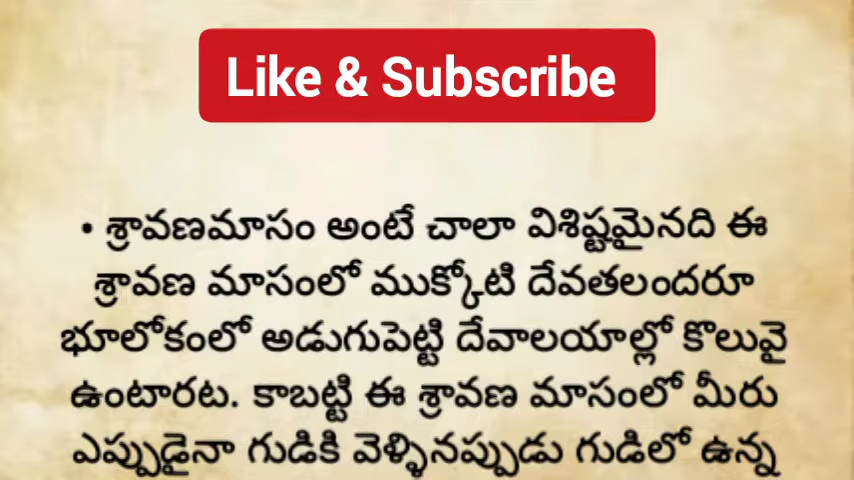 Like & Subscribe
• శ్రావణమాసం అంటే చాలా విశిష్టమైనది ఈ
శ్రావణ మాసంలో ముక్కోటి దేవతలందరూ
భూలోకంలో అడుగుపెట్టి దేవాలయాల్లో కొలువై
ఉంటారట. కాబట్టి ఈ శ్రావణ మాసంలో మీరు
ఎప్పుడైనా గుడికి వెళ్ళినప్పుడు గుడిలో ఉన్న